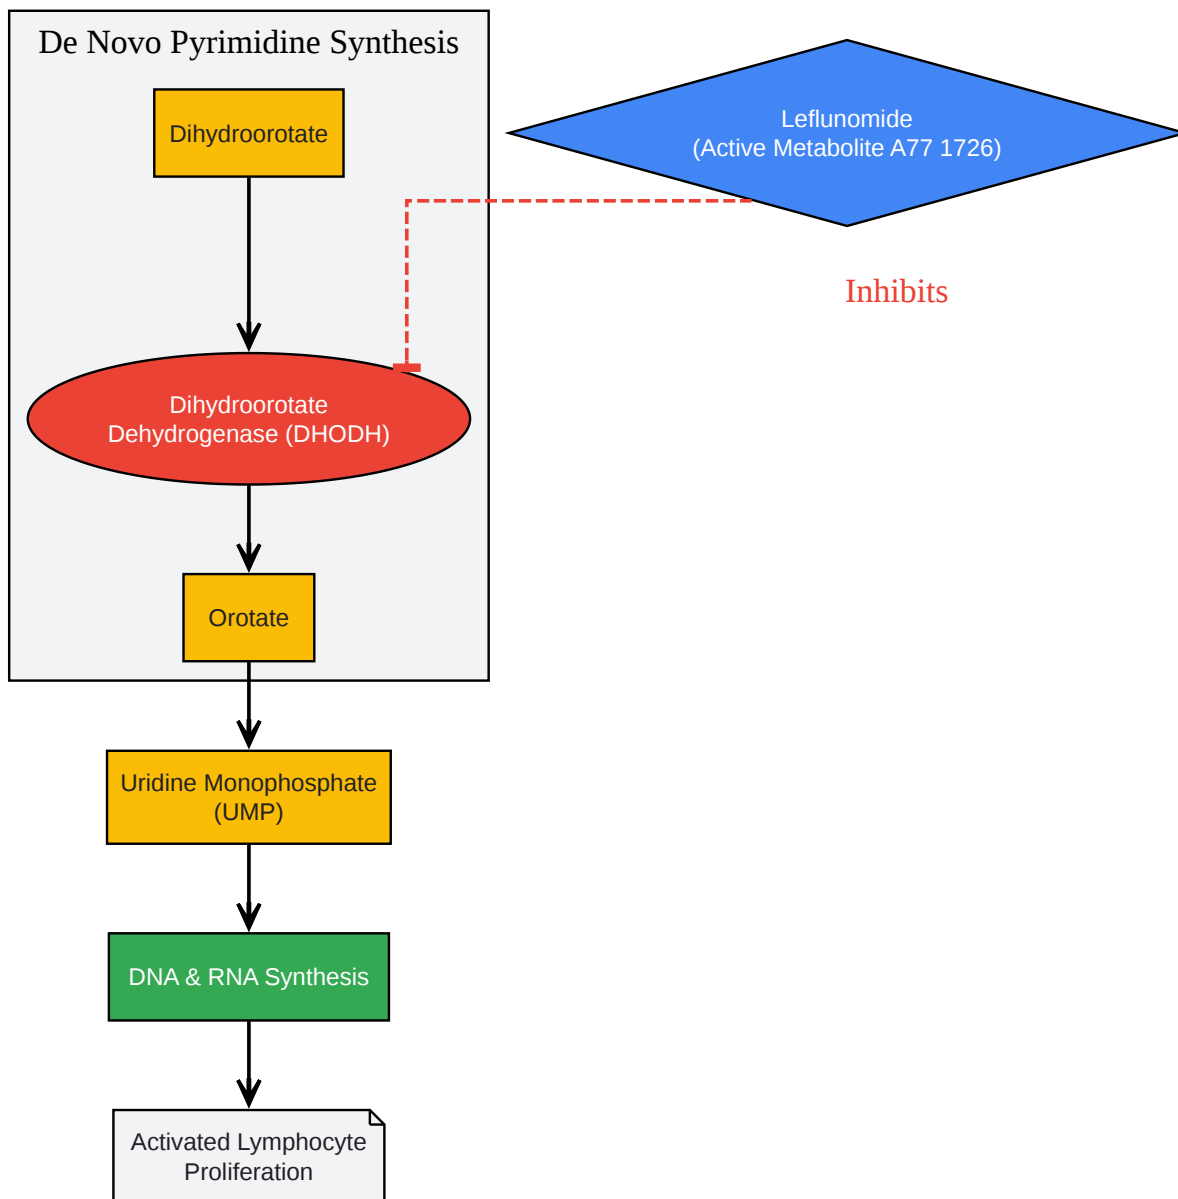 De Novo Pyrimidine Synthesis
Dihydroorotate
Leflunomide
(Active Metabolite A77 1726)
Inhibits
Dihydroorotate
Dehydrogenase (DHODH)
Orotate
Uridine Monophosphate
(UMP)
DNA & RNA Synthesis
Activated Lymphocyte
Proliferation